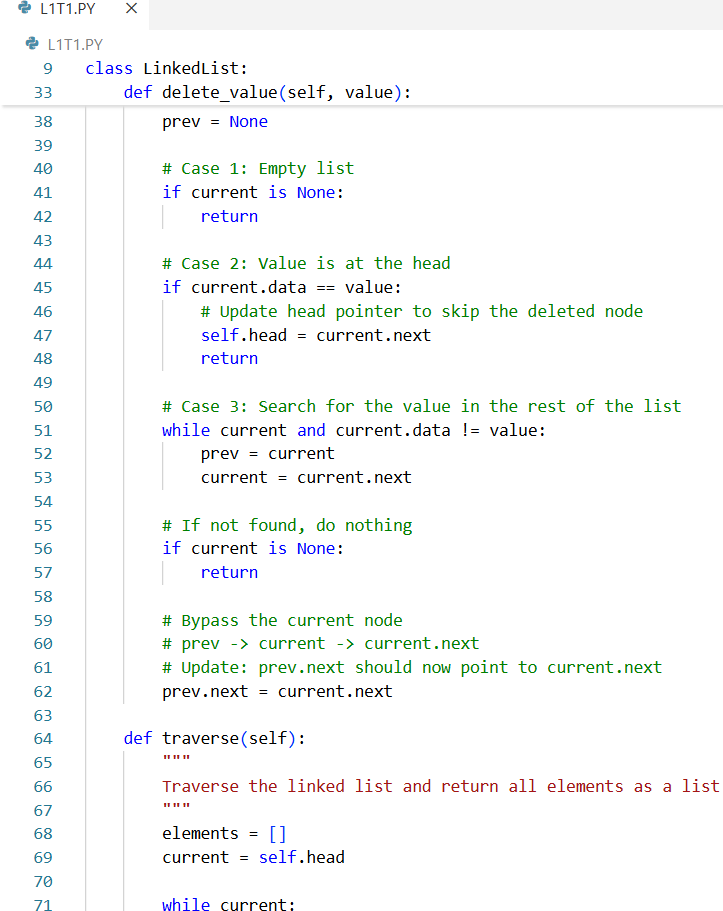 L1T1.PY
L1T1.PY
9 class LinkedList:
33     def delete_value(self, value):
38         prev = None
39
40         # Case 1: Empty list
41         if current is None:
42             return
43
44         # Case 2: Value is at the head
45         if current.data == value:
46             # Update head pointer to skip the deleted node
47             self.head = current.next
48             return
49
50         # Case 3: Search for the value in the rest of the list
51         while current and current.data != value:
52             prev = current
53             current = current.next
54
55         # If not found, do nothing
56         if current is None:
57             return
58
59         # Bypass the current node
60         # prev -> current -> current.next
61         # Update: prev.next should now point to current.next
62         prev.next = current.next
63
64     def traverse(self):
65         """
66         Traverse the linked list and return all elements as a list
67         """
68         elements = []
69         current = self.head
70
71         while current: